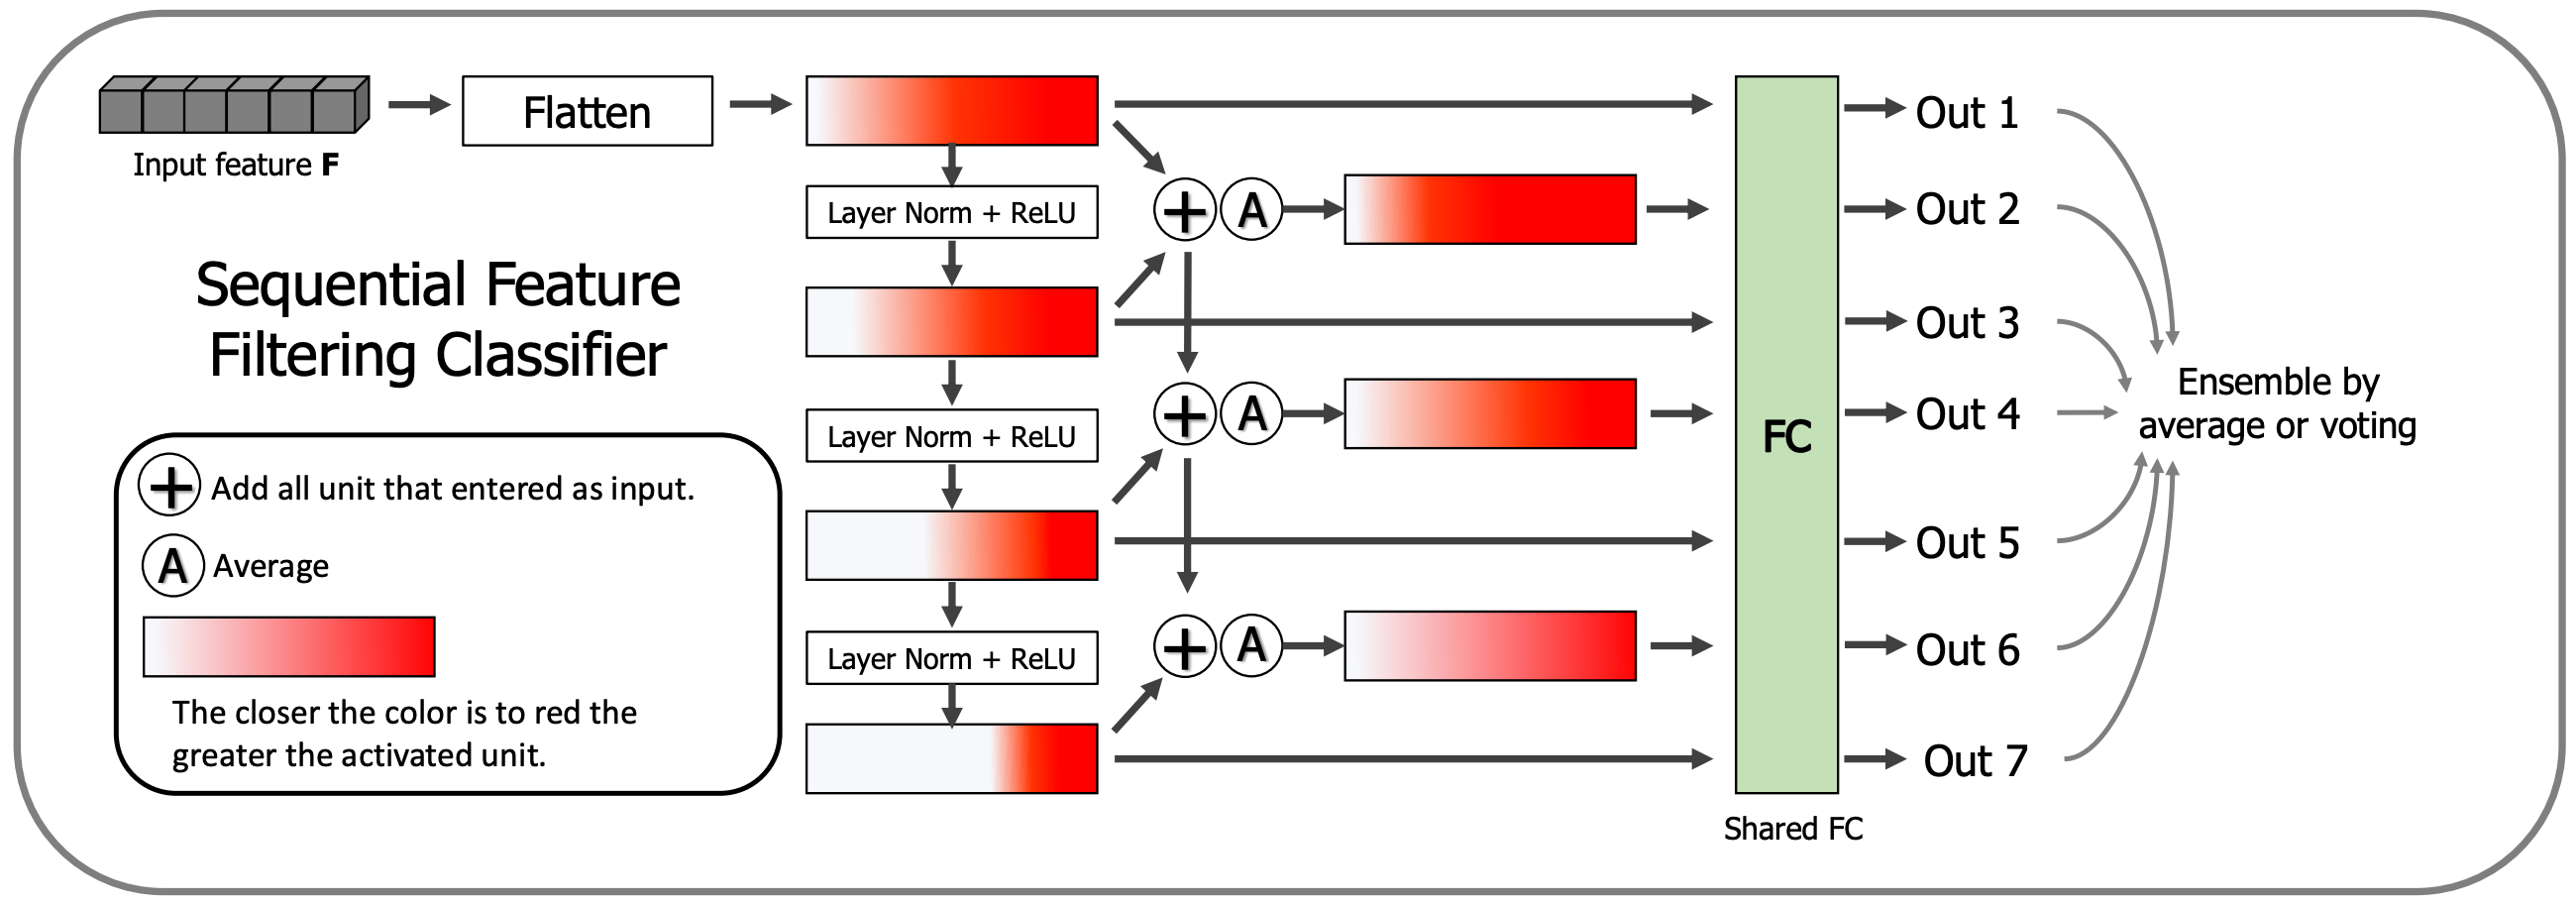 Input feature F
Flatten
Sequential Feature
Filtering Classifier
+ Add all unit that entered as input.
A Average
The closer the color is to red the
greater the activated unit.
Layer Norm + ReLU
Layer Norm + ReLU
Layer Norm + ReLU
+ A
+ A
+ A
FC
Shared FC
Out 1
Out 2
Out 3
Out 4
Out 5
Out 6
Out 7
Ensemble by
average or voting